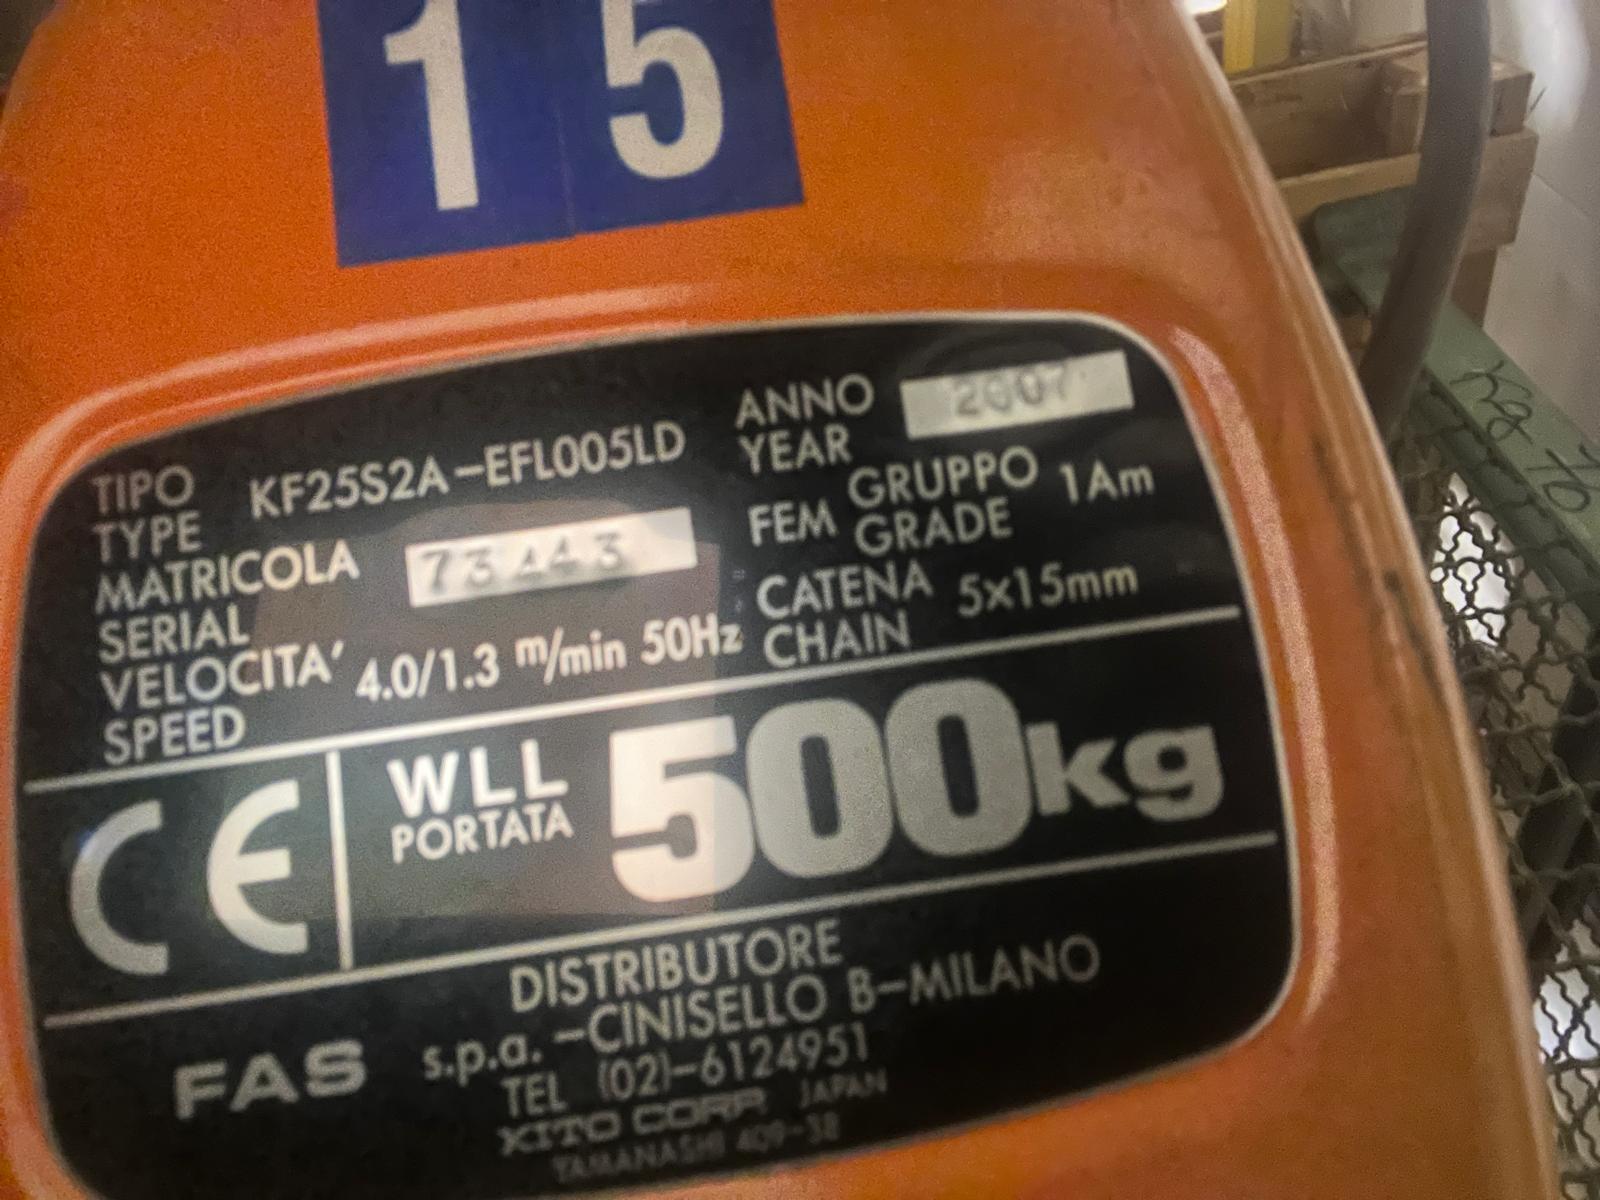 15
TIPO
TYPE KF25S2A-EFL005LD
ANNO
YEAR 2007
MATRICOLA
SERIAL 73443
FEM GRUPPO
GRADE 1Am
VELOCITA'
SPEED 4.0/1.3 m/min 50Hz
CATENA
CHAIN 5x15mm
CE
WLL
PORTATA 500kg
DISTRIBUTORE
FAS s.p.a. -CINISELLO B-MILANO
TEL (02)-6124951
KITO CORP JAPAN
YAMANASHI 409-38